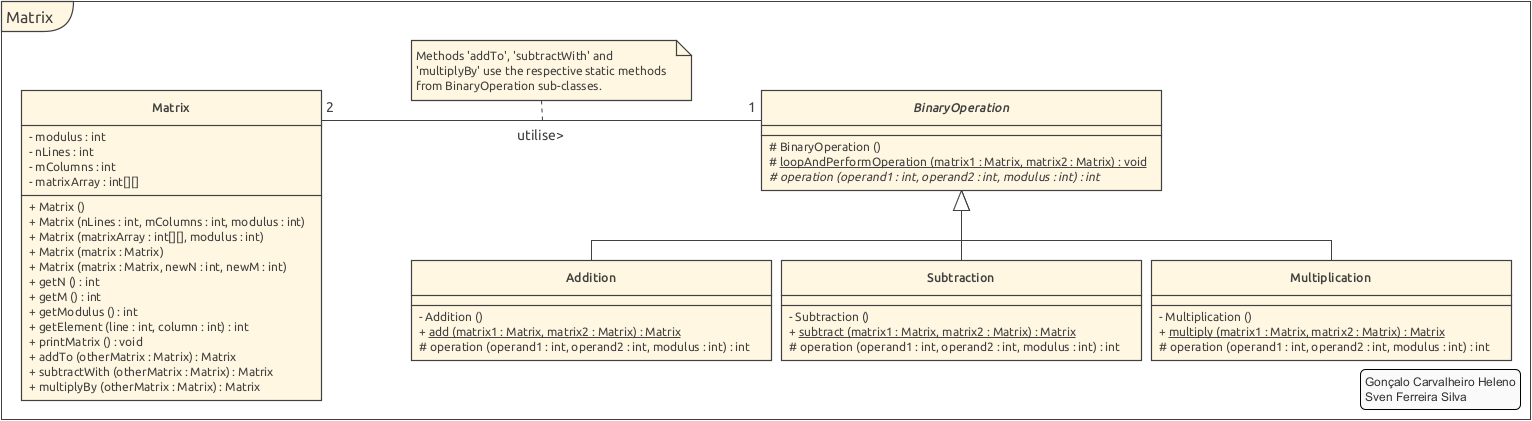 Matrix
Methods 'addTo', 'subtractWith' and
'multiplyBy' use the respective static methods
from BinaryOperation sub-classes.
Matrix
- modulus : int
- nLines : int
- mColumns : int
- matrixArray : int[][]
+ Matrix ()
+ Matrix (nLines : int, mColumns : int, modulus : int)
+ Matrix (matrixArray : int[][], modulus : int)
+ Matrix (matrix : Matrix)
+ Matrix (matrix : Matrix, newN : int, newM : int)
+ getN () : int
+ getM () : int
+ getModulus () : int
+ getElement (line : int, column : int) : int
+ printMatrix () : void
+ addTo (otherMatrix : Matrix) : Matrix
+ subtractWith (otherMatrix : Matrix) : Matrix
+ multiplyBy (otherMatrix : Matrix) : Matrix
2
1
utilise>
BinaryOperation
# BinaryOperation ()
# loopAndPerformOperation (matrix1 : Matrix, matrix2 : Matrix) : void
# operation (operand1 : int, operand2 : int, modulus : int) : int
Addition
- Addition ()
+ add (matrix1 : Matrix, matrix2 : Matrix) : Matrix
# operation (operand1 : int, operand2 : int, modulus : int) : int
Subtraction
- Subtraction ()
+ subtract (matrix1 : Matrix, matrix2 : Matrix) : Matrix
# operation (operand1 : int, operand2 : int, modulus : int) : int
Multiplication
- Multiplication ()
+ multiply (matrix1 : Matrix, matrix2 : Matrix) : Matrix
# operation (operand1 : int, operand2 : int, modulus : int) : int
Gonçalo Carvalheiro Heleno
Sven Ferreira Silva